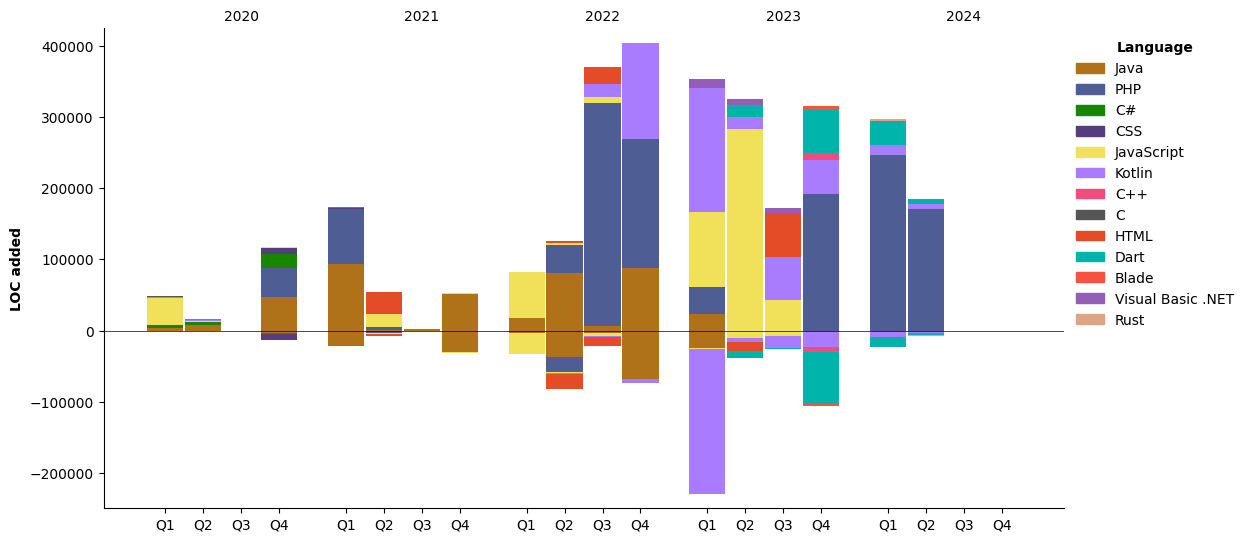 2020 2021 2022 2023 2024
LOC added
400000
300000
200000
100000
0
−100000
−200000
Q1 Q2 Q3 Q4 Q1 Q2 Q3 Q4 Q1 Q2 Q3 Q4 Q1 Q2 Q3 Q4 Q1 Q2 Q3 Q4
Language
Java
PHP
C#
CSS
JavaScript
Kotlin
C++
C
HTML
Dart
Blade
Visual Basic .NET
Rust